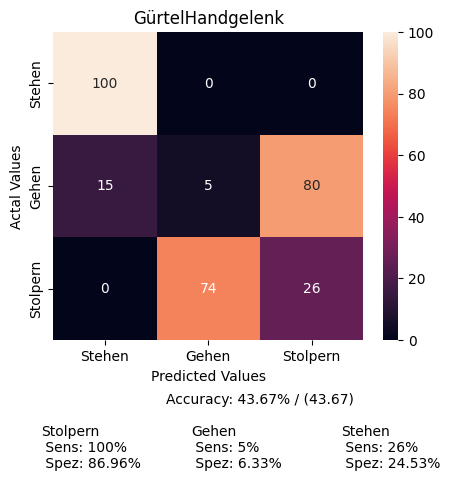 GürtelHandgelenk
100
Stehen 100 0 0
80
60
Actal Values
Gehen 15 5 80
40
20
Stolpern 0 74 26
0
Stehen Gehen Stolpern
Predicted Values
Accuracy: 43.67% / (43.67)
Stolpern Gehen Stehen
Sens: 100% Sens: 5% Sens: 26%
Spez: 86.96% Spez: 6.33% Spez: 24.53%